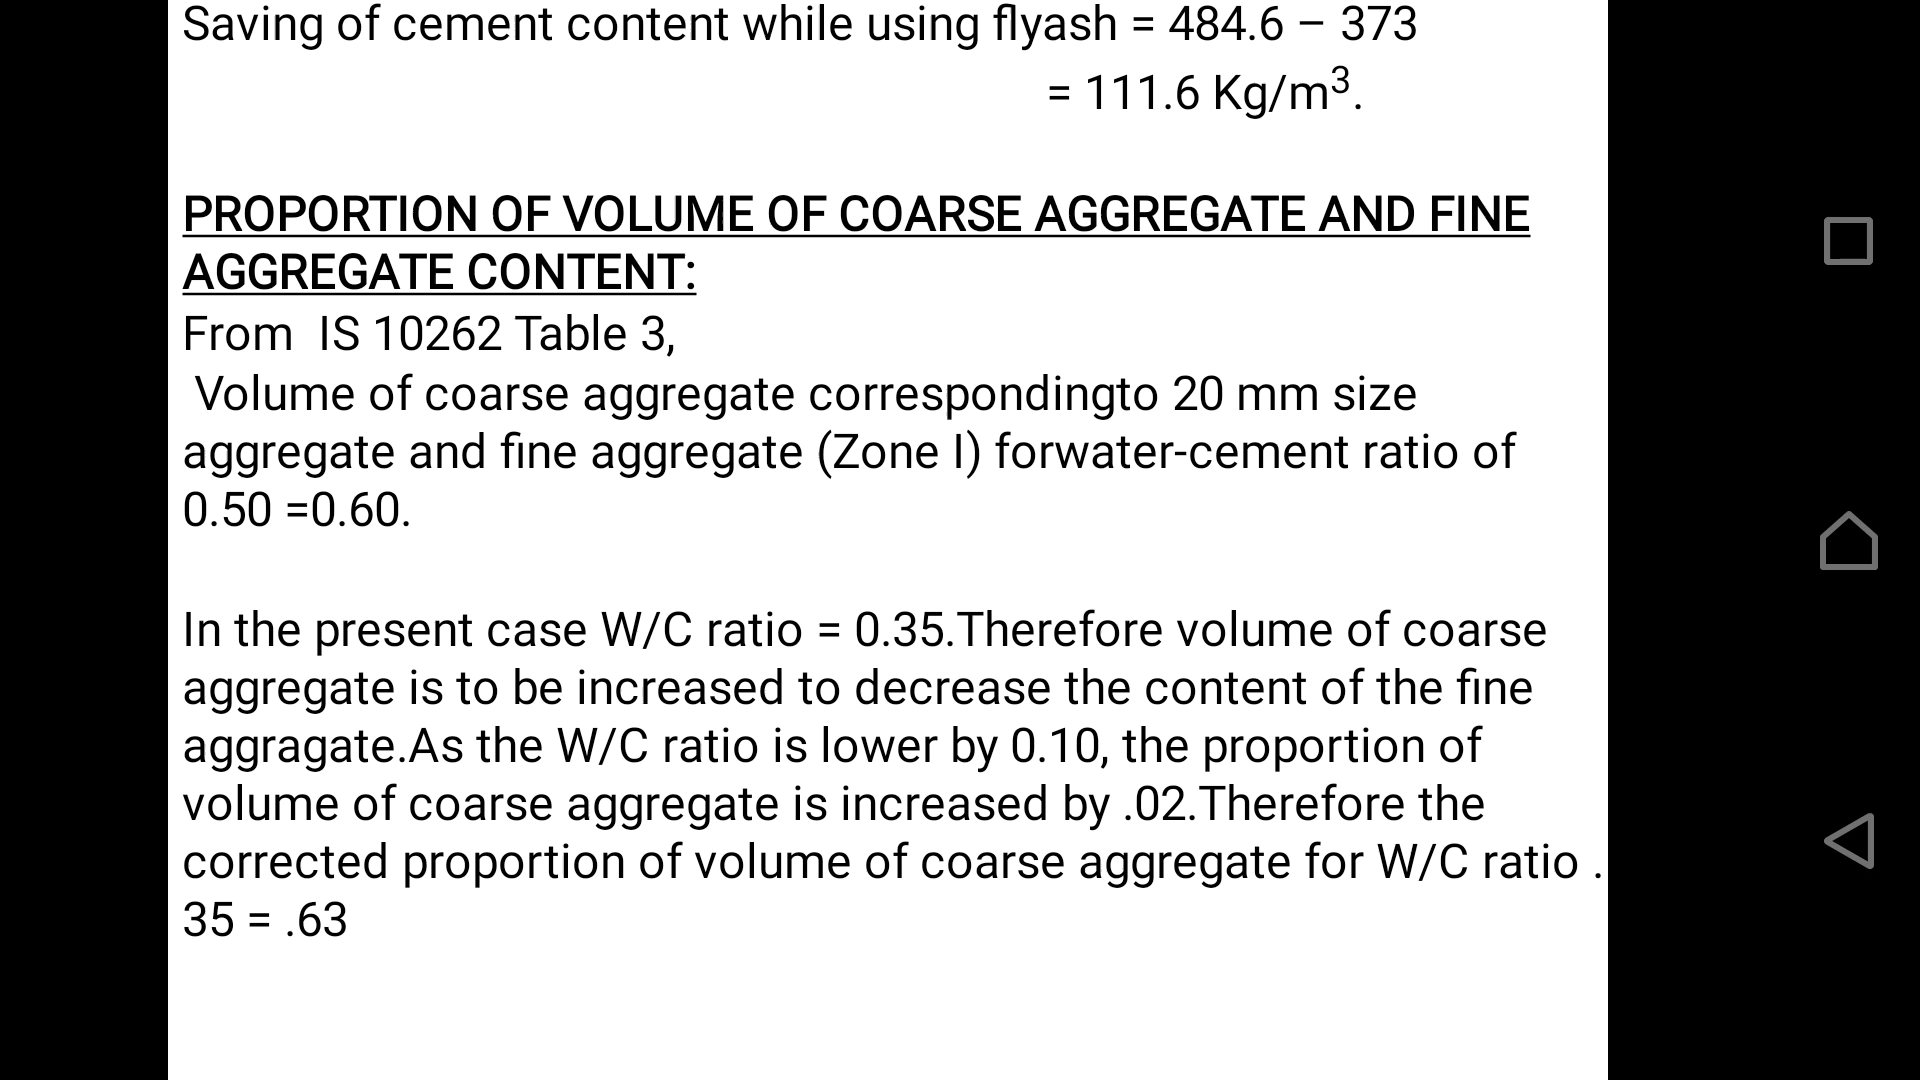 Saving of cement content while using flyash = 484.6 – 373
= 111.6 Kg/m³.
PROPORTION OF VOLUME OF COARSE AGGREGATE AND FINE
AGGREGATE CONTENT:
From  IS 10262 Table 3,
Volume of coarse aggregate correspondingto 20 mm size
aggregate and fine aggregate (Zone I) forwater-cement ratio of
0.50 =0.60.
In the present case W/C ratio = 0.35.Therefore volume of coarse
aggregate is to be increased to decrease the content of the fine
aggragate.As the W/C ratio is lower by 0.10, the proportion of
volume of coarse aggregate is increased by .02.Therefore the
corrected proportion of volume of coarse aggregate for W/C ratio .
35 = .63